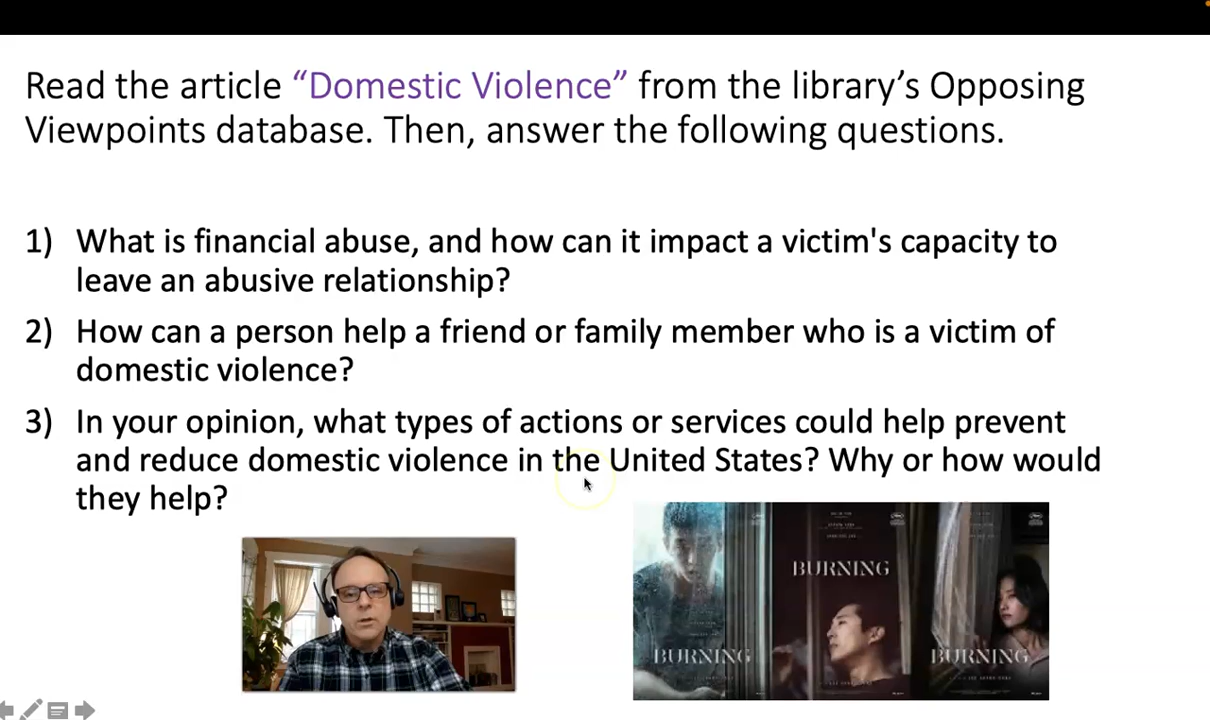 Read the article “Domestic Violence” from the library’s Opposing
Viewpoints database. Then, answer the following questions.
1) What is financial abuse, and how can it impact a victim's capacity to
leave an abusive relationship?
2) How can a person help a friend or family member who is a victim of
domestic violence?
3) In your opinion, what types of actions or services could help prevent
and reduce domestic violence in the United States? Why or how would
they help?
BURNING
BURNING
BURNING